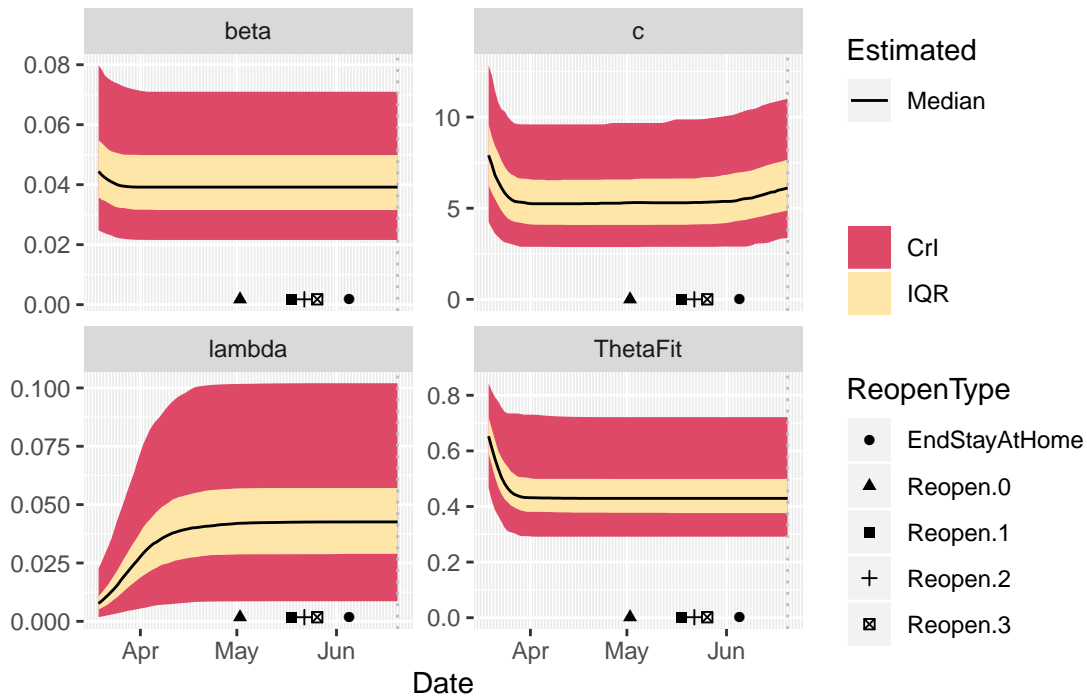 beta
c
0.08
0.06
0.04
0.02
0.00
10
5
0
lambda
ThetaFit
0.100
0.075
0.050
0.025
0.000
0.8
0.6
0.4
0.2
0.0
Apr May Jun
Apr May Jun
Date
Estimated
Median
CrI
IQR
ReopenType
EndStayAtHome
Reopen.0
Reopen.1
Reopen.2
Reopen.3